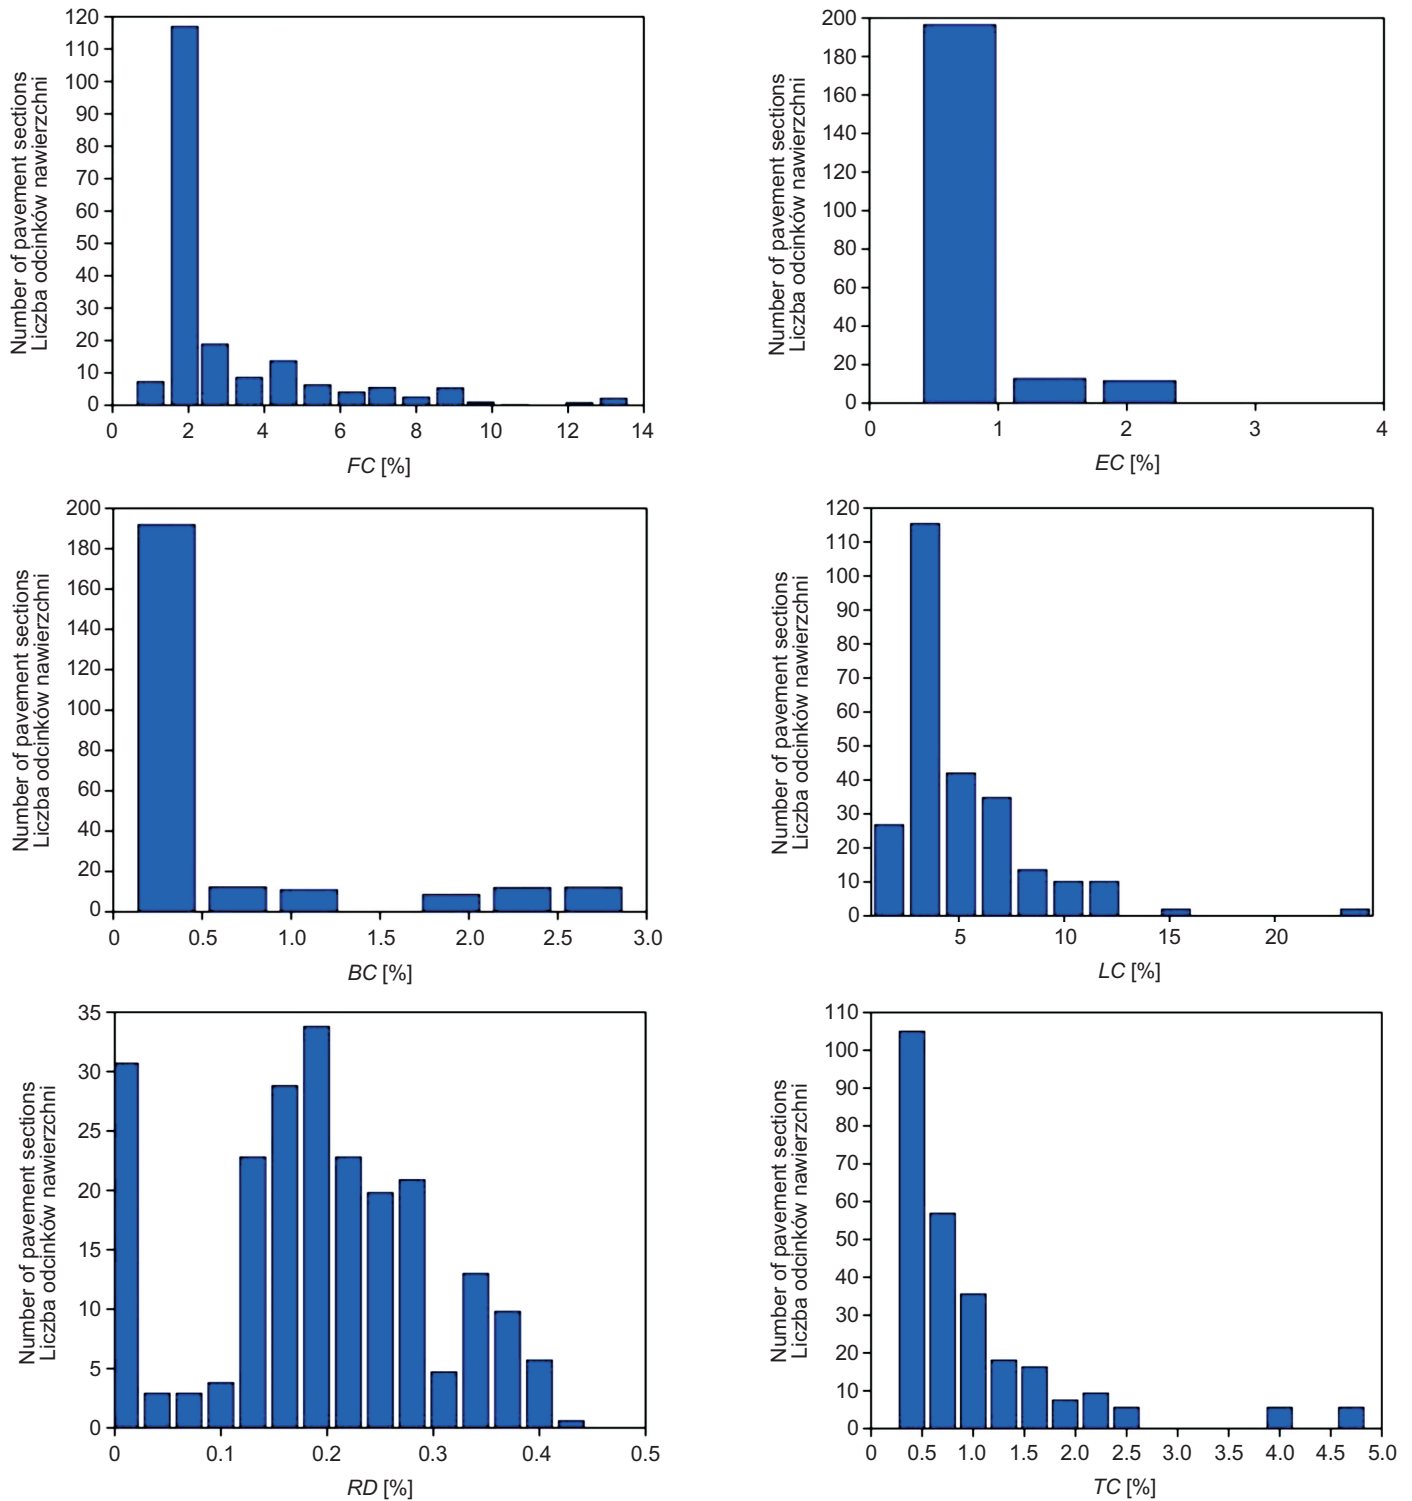 Number of pavement sections
Liczba odcinków nawierzchni
120
110
100
90
80
70
60
50
40
30
20
10
0
0 2 4 6 8 10 12 14
FC [%]
Number of pavement sections
Liczba odcinków nawierzchni
200
180
160
140
120
200
80
60
40
20
0
0 1 2 3 4
EC [%]
Number of pavement sections
Liczba odcinków nawierzchni
200
180
160
140
120
100
80
60
40
20
0
0 0.5 1.0 1.5 2.0 2.5 3.0
BC [%]
Number of pavement sections
Liczba odcinków nawierzchni
120
110
100
90
80
70
60
50
40
30
20
10
0
5 10 15 20
LC [%]
Number of pavement sections
Liczba odcinków nawierzchni
35
30
25
20
15
10
5
0
0 0.1 0.2 0.3 0.4 0.5
RD [%]
Number of pavement sections
Liczba odcinków nawierzchni
110
100
90
80
70
60
50
40
30
20
10
0
0 0.5 1.0 1.5 2.0 2.5 3.0 3.5 4.0 4.5 5.0
TC [%]